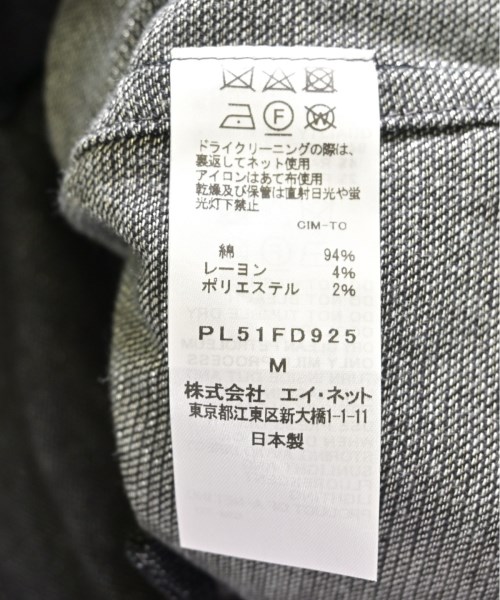 F W
ドライクリーニングの際は、
裏返してネット使用
アイロンはあて布使用
乾燥及び保管は直射日光や蛍
光灯下禁止
CIM-TO
綿 94%
レーヨン 4%
ポリエステル 2%
PL51FD925
M
株式会社 エイ・ネット
東京都江東区新大橋1-1-11
日本製